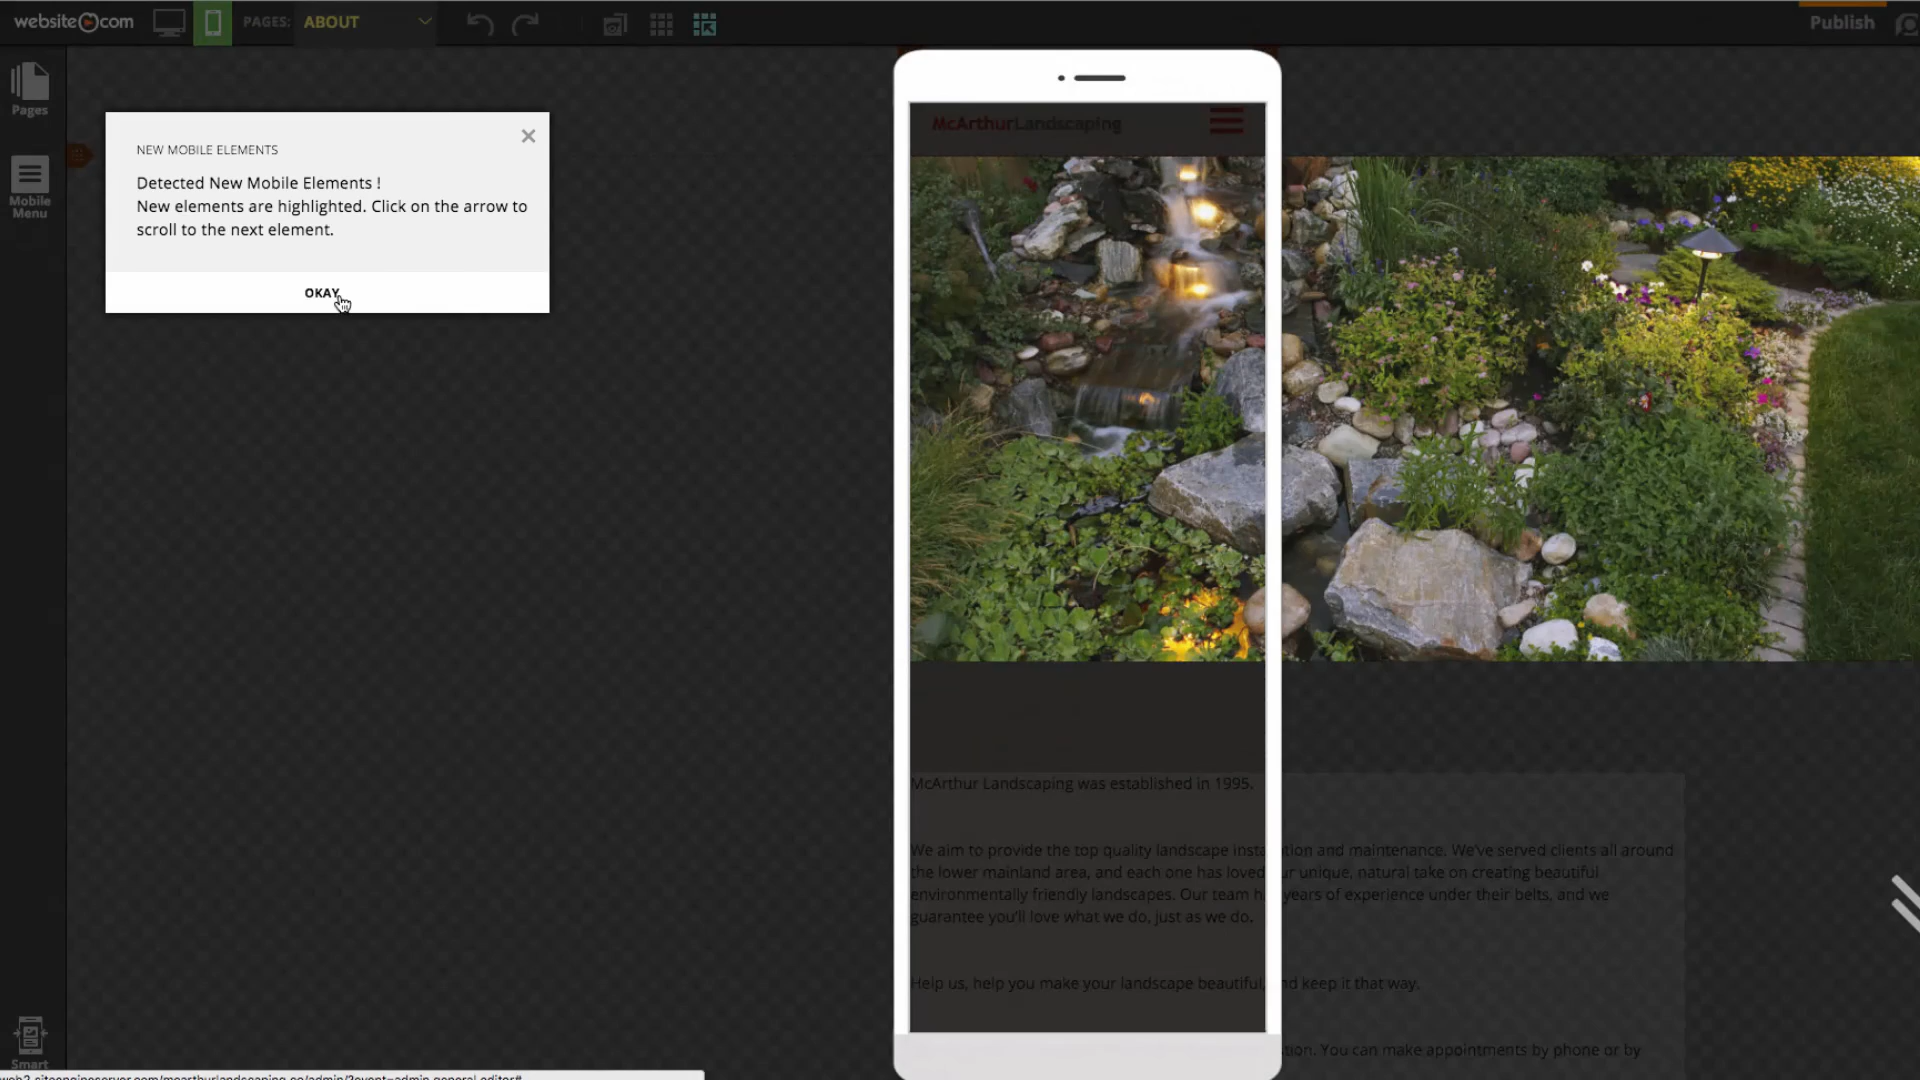 website.com
PAGES:
ABOUT
Publish
Pages
Mobile
Menu
NEW MOBILE ELEMENTS
Detected New Mobile Elements !
New elements are highlighted. Click on the arrow to
scroll to the next element.
OKAY
McArthurLandscaping
McArthur Landscaping was established in 1995.
We aim to provide the top quality landscape insta tion and maintenance. We've served clients all around
the lower mainland area, and each one has loved ur unique, natural take on creating beautiful
environmentally friendly landscapes. Our team h years of experience under their belts, and we
guarantee you'll love what we do, just as we do.
Help us, help you make your landscape beautiful, nd keep it that way.
tion. You can make appointments by phone or by
Smart